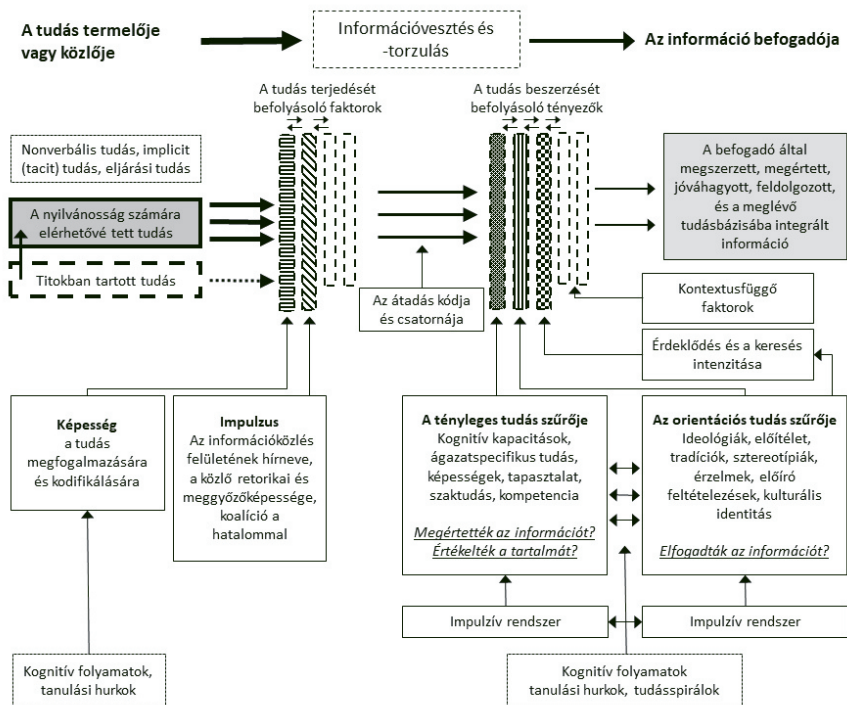 A tudás termelője
vagy közlője
Információvesztés és
-torzulás
Az információ befogadója
A tudás terjedését
befolyásoló faktorok
A tudás beszerzését
befolyásoló tényezők
Nonverbális tudás, implicit
(tacit) tudás, eljárási tudás
A nyilvánosság számára
elérhetővé tett tudás
Titokban tartott tudás
Az átadás kódja
és csatornája
A befogadó által
megszerzett, megértett,
jóváhagyott, feldolgozott,
és a meglévő
tudásbázisába integrált
információ
Kontextusfüggő
faktorok
Érdeklődés és a keresés
intenzitása
Képesség
a tudás
megfogalmazására
és kodifikálására
Impulzus
Az információközlés
felületének hírneve,
a közlő retorikai és
meggyőzőképessége,
koalíció a
hatalommal
A tényleges tudás szűrője
Kognitív kapacitások,
ágazatspecifikus tudás,
képességek, tapasztalat,
szaktudás, kompetencia
Megértették az információt?
Értékelték a tartalmát?
Az orientációs tudás szűrője
Ideológiák, előítélet,
tradíciók, sztereotípiák,
érzelmek, előíró
feltételezések, kulturális
identitás
Elfogadták az információt?
Impulzív rendszer
Impulzív rendszer
Kognitív folyamatok,
tanulási hurkok
Kognitív folyamatok
tanulási hurkok, tudásspirálok